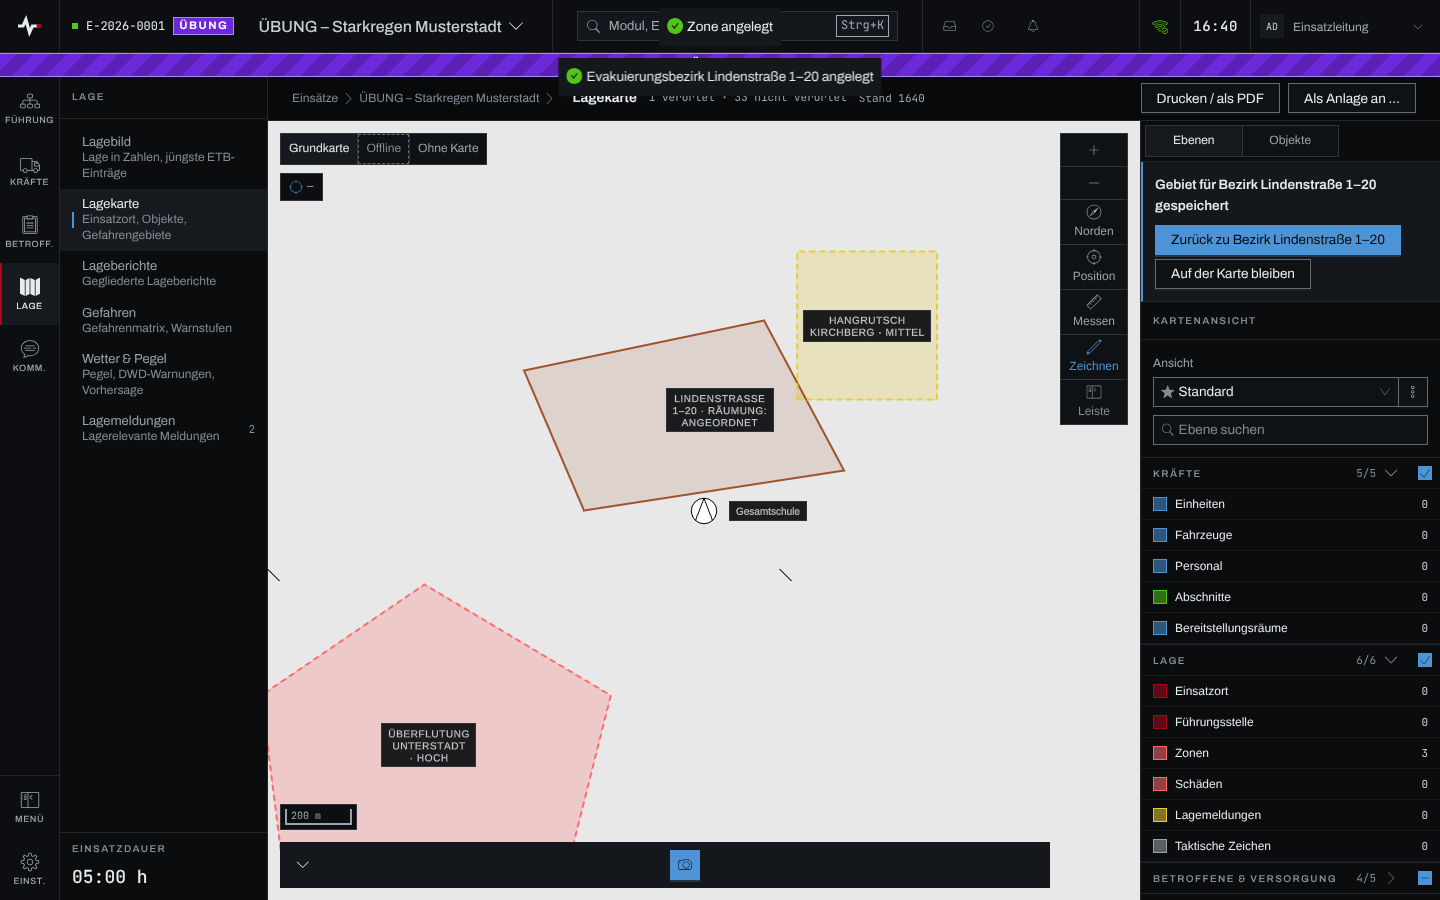 E-2026-0001 ÜBUNG ÜBUNG – Starkregen Musterstadt
Modul, E
Zone angelegt
Strg+K
16:40
AD Einsatzleitung
Evakuierungsbezirk Lindenstraße 1–20 angelegt
FÜHRUNG
KRÄFTE
BETROFF.
LAGE
KOMM.
MENÜ
EINST.
LAGE
Lagebild
Lage in Zahlen, jüngste ETB-
Einträge
Lagekarte
Einsatzort, Objekte,
Gefahrengebiete
Lageberichte
Gegliederte Lageberichte
Gefahren
Gefahrenmatrix, Warnstufen
Wetter & Pegel
Pegel, DWD-Warnungen,
Vorhersage
Lagemeldungen
Lagerelevante Meldungen 2
EINSATZDAUER
05:00 h
Einsätze
ÜBUNG – Starkregen Musterstadt
Lagekarte 1 verortet · 33 nicht verortet Stand 1640
Drucken / als PDF
Als Anlage an ...
Grundkarte Offline Ohne Karte
–
+
–
Norden
Position
Messen
Zeichnen
Leiste
HANGRUTSCH
KIRCHBERG · MITTEL
LINDENSTRASSE
1–20 · RÄUMUNG:
ANGEORDNET
Gesamtschule
ÜBERFLUTUNG
UNTERSTADT
· HOCH
200 m
Ebenen Objekte
Gebiet für Bezirk Lindenstraße 1–20
gespeichert
Zurück zu Bezirk Lindenstraße 1–20
Auf der Karte bleiben
KARTENANSICHT
Ansicht
Standard
Ebene suchen
KRÄFTE 5/5
Einheiten 0
Fahrzeuge 0
Personal 0
Abschnitte 0
Bereitstellungsräume 0
LAGE 6/6
Einsatzort 0
Führungsstelle 0
Zonen 3
Schäden 0
Lagemeldungen 0
Taktische Zeichen 0
BETROFFENE & VERSORGUNG 4/5